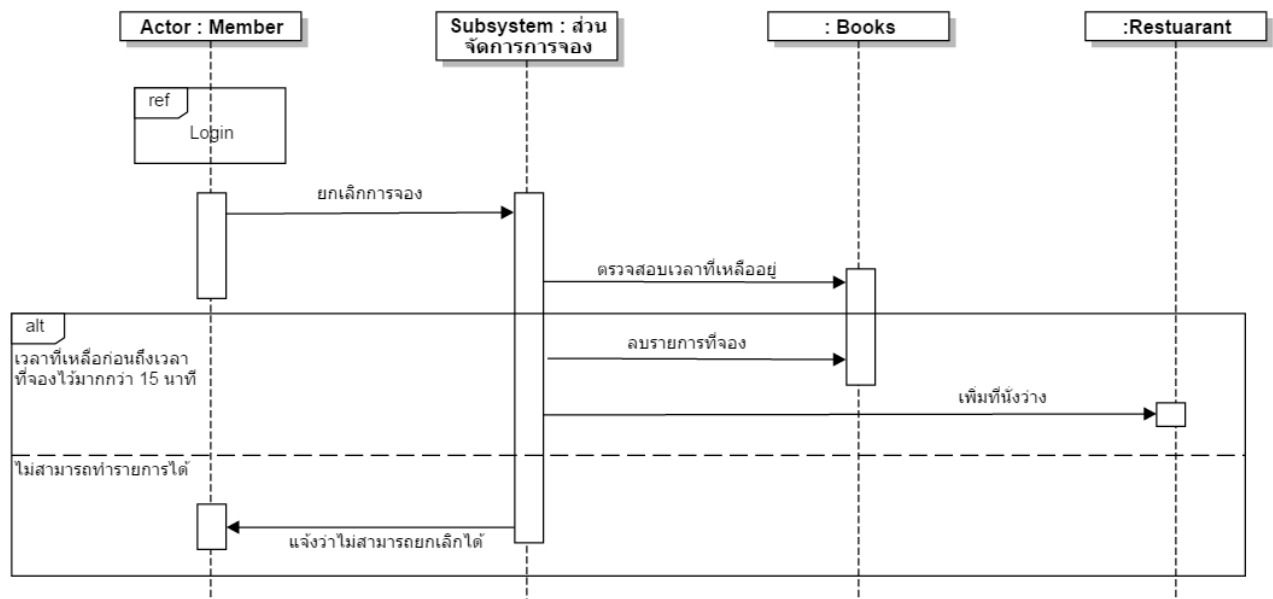 Actor : Member
Subsystem : ส่วน
จัดการการจอง
: Books
:Restuarant
ref
Login
ยกเลิกการจอง
ตรวจสอบเวลาที่เหลืออยู่
alt
เวลาที่เหลือก่อนถึงเวลา
ที่จองไว้มากกว่า 15 นาที
ลบรายการที่จอง
เพิ่มที่นั่งว่าง
ไม่สามารถทำรายการได้
แจ้งว่าไม่สามารถยกเลิกได้